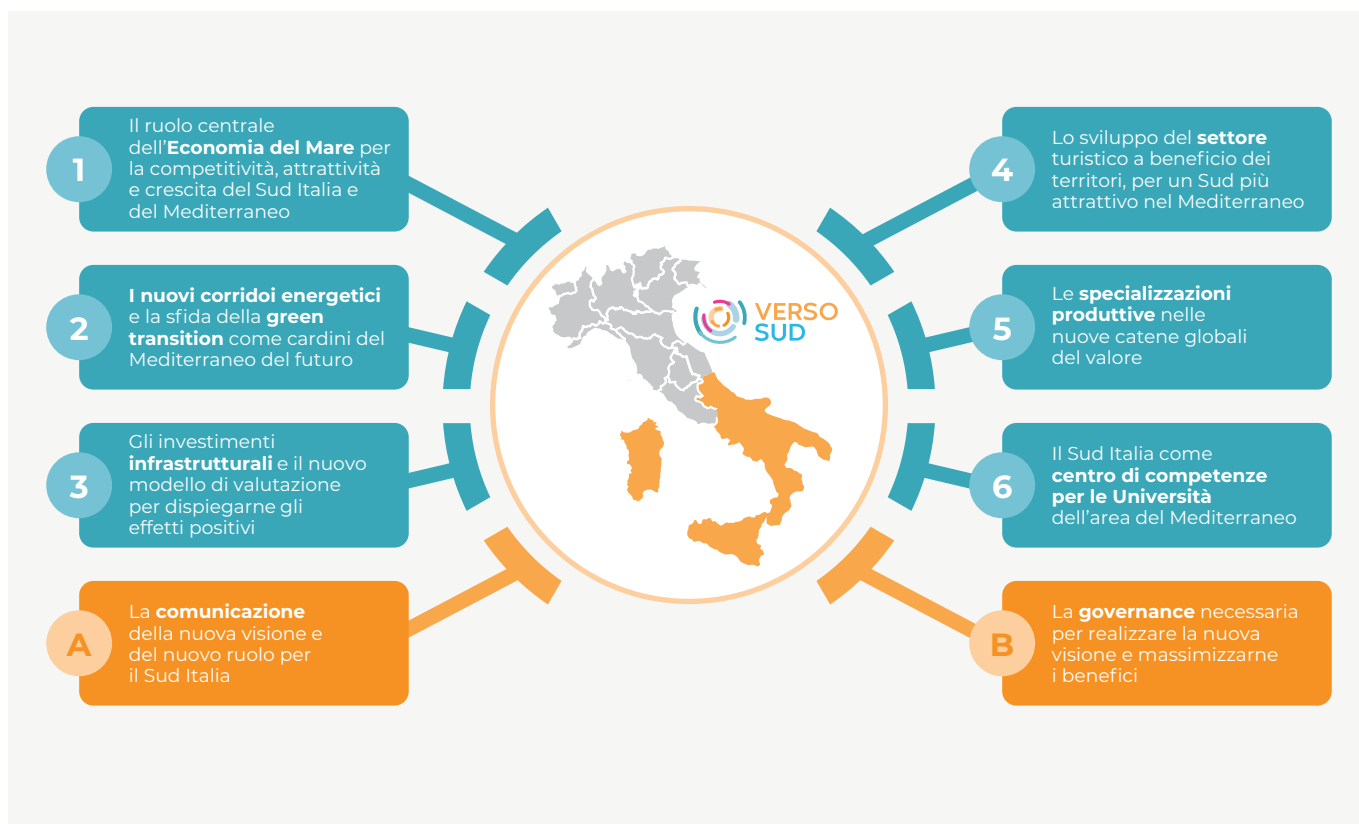 1
Il ruolo centrale
dell'Economia del Mare per
la competitività, attrattività
e crescita del Sud Italia e
del Mediterraneo
2
I nuovi corridoi energetici
e la sfida della green
transition come cardini del
Mediterraneo del futuro
3
Gli investimenti
infrastrutturali e il nuovo
modello di valutazione
per dispiegarne gli
effetti positivi
A
La comunicazione
della nuova visione e
del nuovo ruolo per
il Sud Italia
VERSO
SUD
4
Lo sviluppo del settore
turistico a beneficio dei
territori, per un Sud più
attrattivo nel Mediterraneo
5
Le specializzazioni
produttive nelle
nuove catene globali
del valore
6
Il Sud Italia come
centro di competenze
per le Università
dell'area del Mediterraneo
B
La governance necessaria
per realizzare la nuova
visione e massimizzarne
i benefici